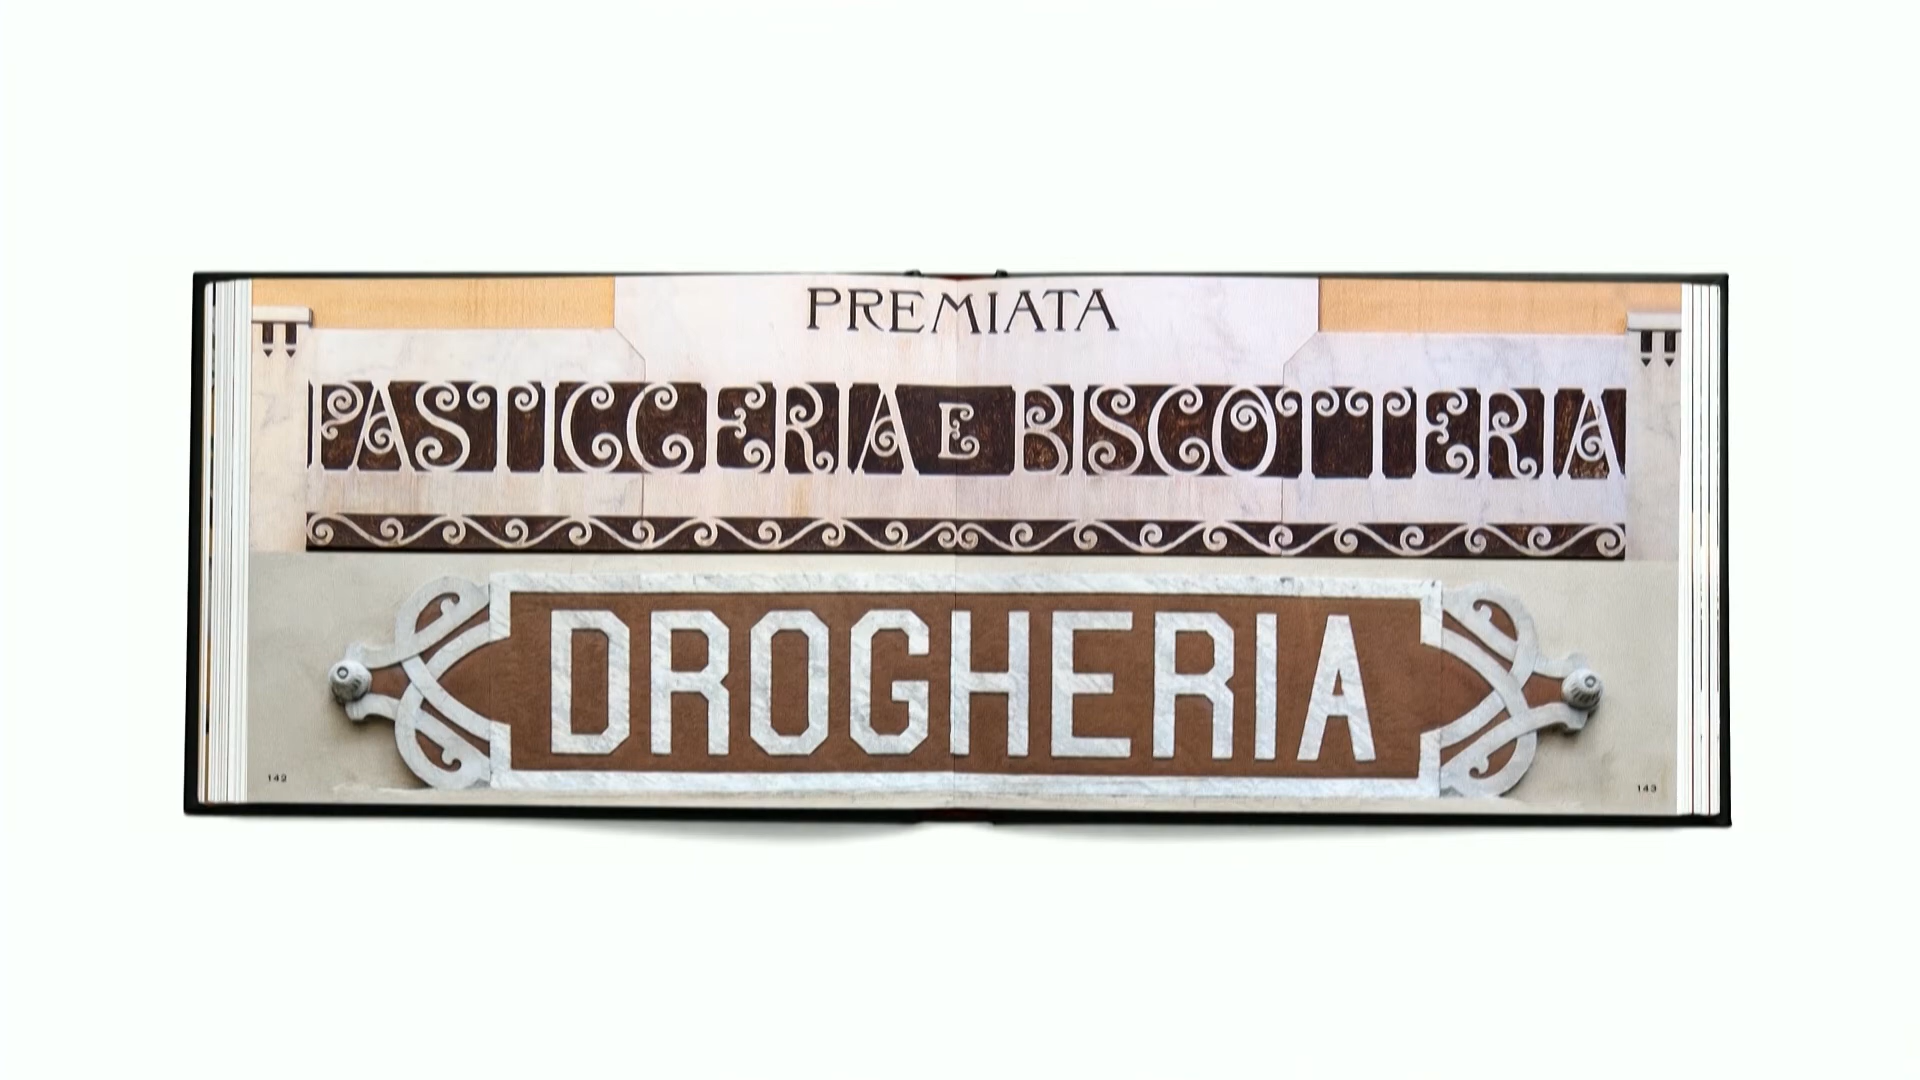 PREMIATA
PASTICCERIA E BISCOTTERIA
DROGHERIA
142
143